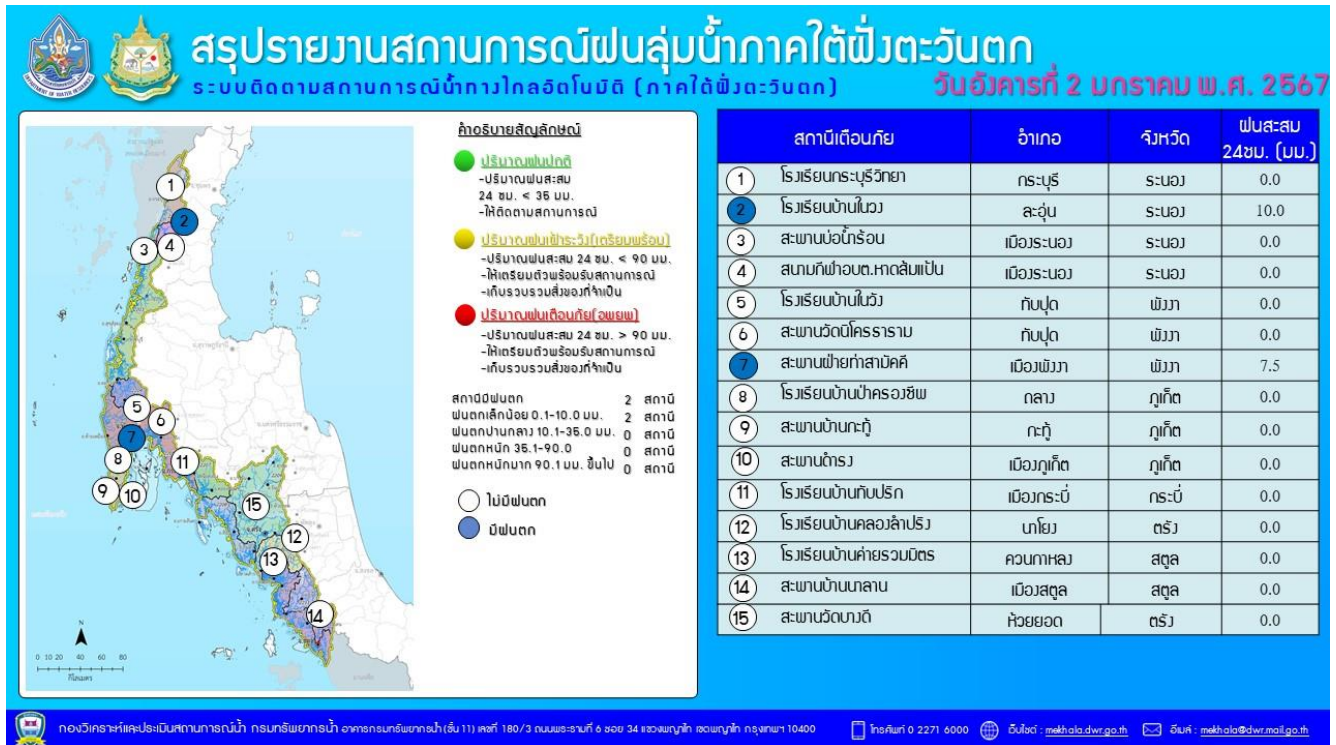 สรุปรายงานสถานการณ์ฝนลุ่มน้ำภาคใต้ฝั่งตะวันตก
ระบบติดตามสถานการณ์น้ำทางไกลอัตโนมัติ (ภาคใต้ฝั่งตะวันตก)
วันอังคารที่ 2 มกราคม พ.ศ. 2567
คำอธิบายสัญลักษณ์
ปริมาณฝนปกติ
-ปริมาณฝนสะสม
24 ชม. < 35 มม.
-ให้ติดตามสถานการณ์
ปริมาณฝนเฝ้าระวัง(เตรียมพร้อม)
-ปริมาณฝนสะสม 24 ชม. < 90 มม.
-ให้เตรียมตัวพร้อมรับสถานการณ์
-เก็บรวบรวมสิ่งของที่จำเป็น
ปริมาณฝนเตือนภัย(อพยพ)
-ปริมาณฝนสะสม 24 ชม. > 90 มม.
-ให้เตรียมตัวพร้อมรับสถานการณ์
-เก็บรวบรวมสิ่งของที่จำเป็น
สถานีมีฝนตก 2 สถานี
ฝนตกเล็กน้อย 0.1-10.0 มม. 2 สถานี
ฝนตกปานกลาง 10.1-35.0 มม. 0 สถานี
ฝนตกหนัก 35.1-90.0 0 สถานี
ฝนตกหนักมาก 90.1 มม. ขึ้นไป 0 สถานี
ไม่มีฝนตก
มีฝนตก
1
2
3 4
5
6
7
8
11
9 10
15
12
13
14
N
0 10 20 40 60 80
กิโลเมตร
สถานีเตือนภัย อำเภอ จังหวัด ฝนสะสม 24ชม. (มม.)
1 โรงเรียนกระบุรีวิทยา กระบุรี ระนอง 0.0
2 โรงเรียนบ้านในวง ละอุ่น ระนอง 10.0
3 สะพานบ่อน้ำร้อน เมืองระนอง ระนอง 0.0
4 สนามกีฬาอบต.หาดส้มแป้น เมืองระนอง ระนอง 0.0
5 โรงเรียนบ้านในวัง ทับปุด พังงา 0.0
6 สะพานวัดนิโครธาราม ทับปุด พังงา 0.0
7 สะพานฝ่ายท่าสามัคคี เมืองพังงา พังงา 7.5
8 โรงเรียนบ้านป่าครองชีพ ถลาง ภูเก็ต 0.0
9 สะพานบ้านกะทู้ กะทู้ ภูเก็ต 0.0
10 สะพานดำรง เมืองภูเก็ต ภูเก็ต 0.0
11 โรงเรียนบ้านทับปริก เมืองกระบี่ กระบี่ 0.0
12 โรงเรียนบ้านคลองลำปริง นาโยง ตรัง 0.0
13 โรงเรียนบ้านค่ายรวมมิตร ควนกาหลง สตูล 0.0
14 สะพานบ้านนาลาน เมืองสตูล สตูล 0.0
15 สะพานวัดบางดี ห้วยยอด ตรัง 0.0
กองวิเคราะห์และประเมินสถานการณ์น้ำ กรมทรัพยากรน้ำ อาคารกรมทรัพยากรน้ำ (ชั้น 11) เลขที่ 180/3 ถนนพระรามที่ 6 ซอย 34 แขวงพญาไท เขตพญาไท กรุงเทพฯ 10400 โทรศัพท์ 0 2271 6000 เว็บไซต์ : mekhala.dwr.go.th อีเมล์ : mekhala@dwr.mail.go.th